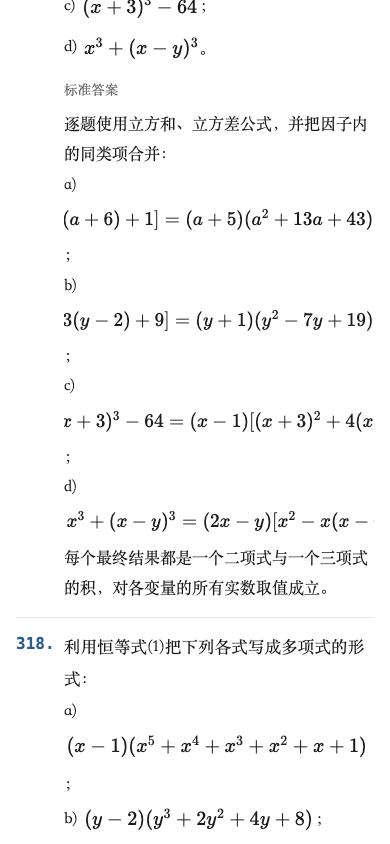 c) (x + 3)³ − 64 ;
d) x³ + (x − y)³。
标准答案
逐题使用立方和、立方差公式，并把因子内
的同类项合并：
a)
(a + 6) + 1] = (a + 5)(a² + 13a + 43)
；
b)
3(y − 2) + 9] = (y + 1)(y² − 7y + 19)
；
c)
x + 3)³ − 64 = (x − 1)[(x + 3)² + 4(x
；
d)
x³ + (x − y)³ = (2x − y)[x² − x(x −
每个最终结果都是一个二项式与一个三项式
的积，对各变量的所有实数取值成立。
318. 利用恒等式(1)把下列各式写成多项式的形
式：
a)
(x − 1)(x⁵ + x⁴ + x³ + x² + x + 1)
；
b) (y − 2)(y³ + 2y² + 4y + 8) ;